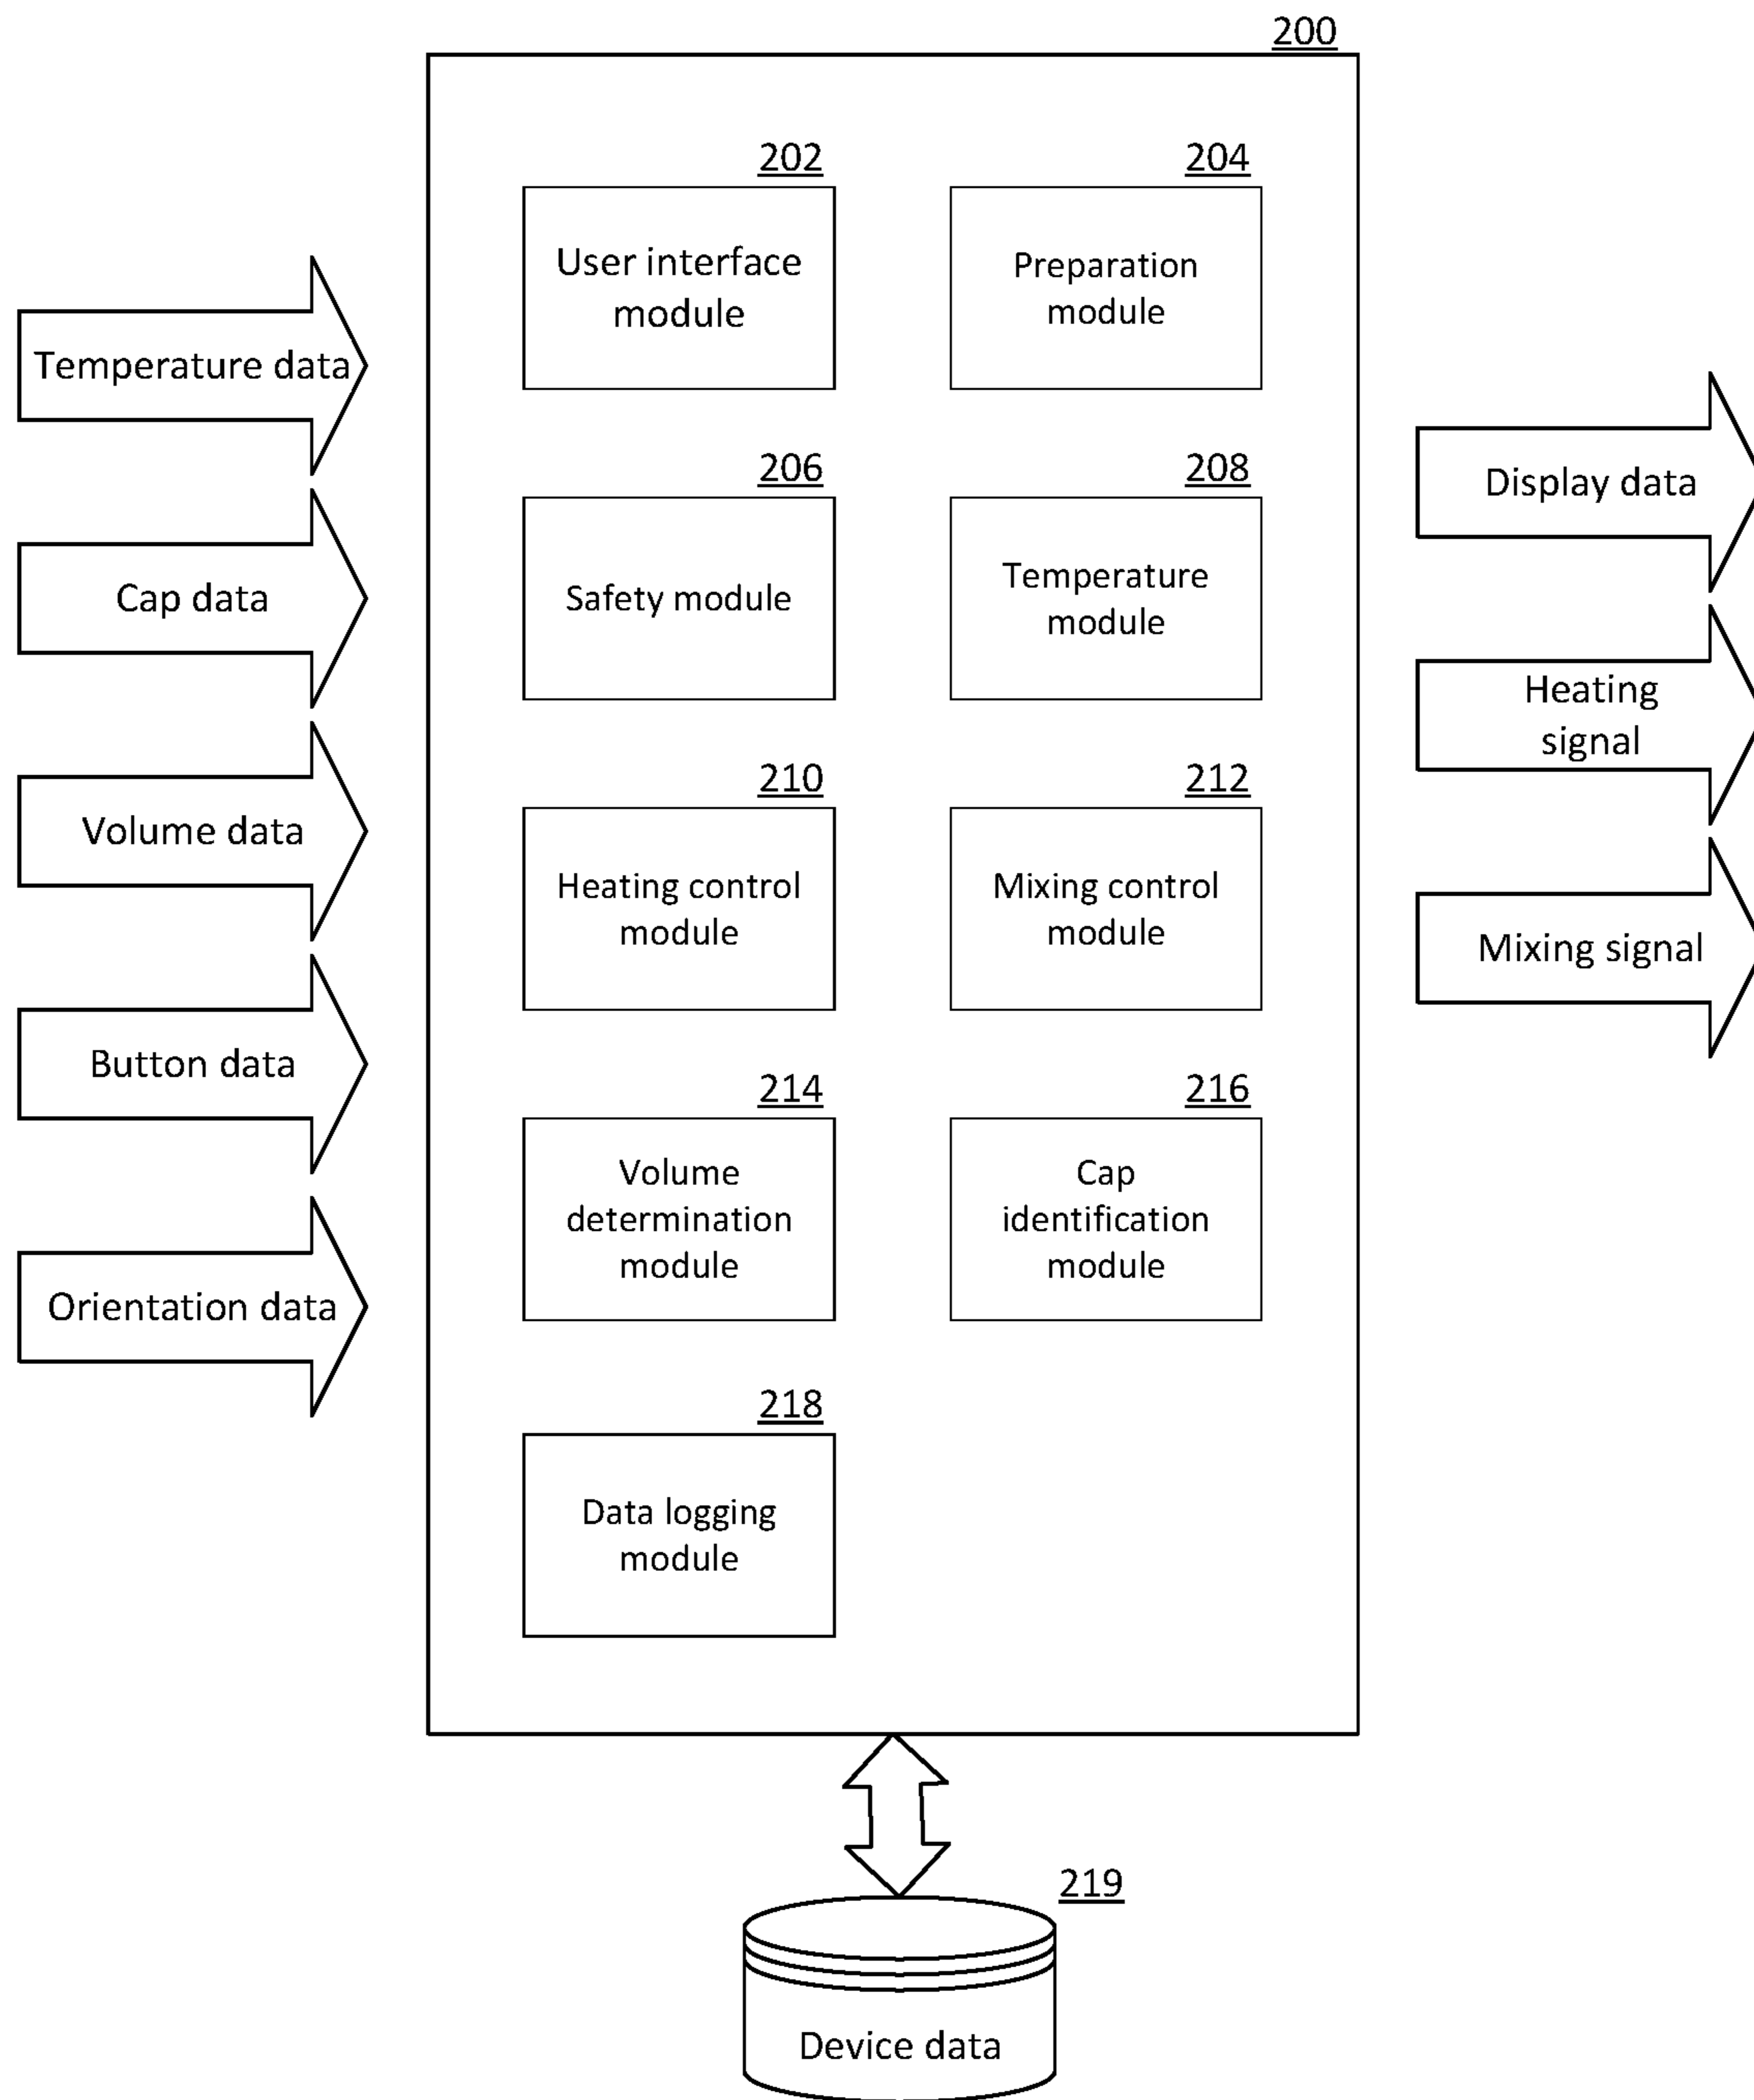 200
202
User interface
module
204
Preparation
module
Temperature data
206
Safety module
208
Temperature
module
Display data
Cap data
Heating
signal
210
Heating control
module
212
Mixing control
module
Volume data
Mixing signal
Button data
214
Volume
determination
module
216
Cap
identification
module
Orientation data
218
Data logging
module
219
Device data